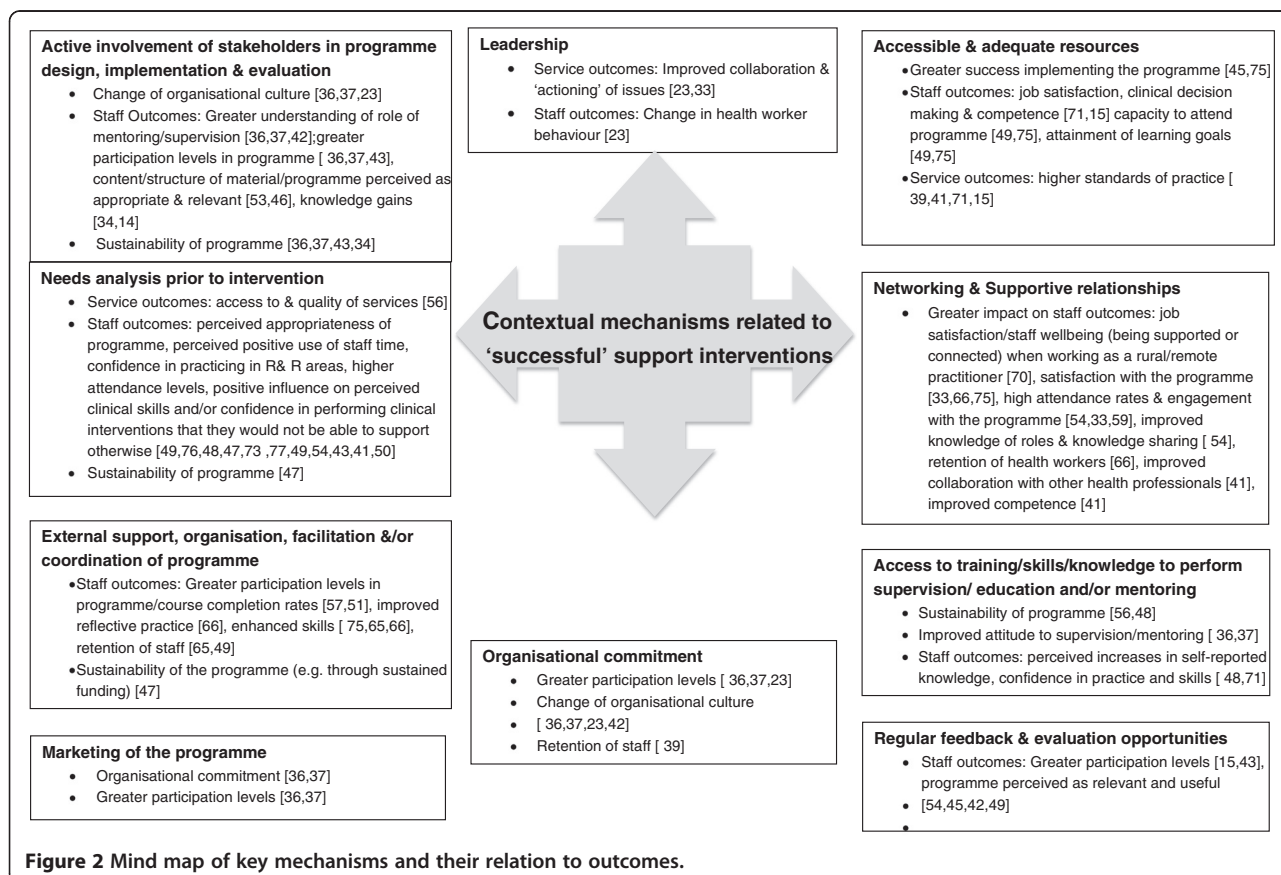 Active involvement of stakeholders in programme
design, implementation & evaluation
• Change of organisational culture [36,37,23]
• Staff Outcomes: Greater understanding of role of
mentoring/supervision [36,37,42];greater
participation levels in programme [ 36,37,43],
content/structure of material/programme perceived as
appropriate & relevant [53,46], knowledge gains
[34,14]
• Sustainability of programme [36,37,43,34]
Needs analysis prior to intervention
• Service outcomes: access to & quality of services [56]
• Staff outcomes: perceived appropriateness of
programme, perceived positive use of staff time,
confidence in practicing in R& R areas, higher
attendance levels, positive influence on perceived
clinical skills and/or confidence in performing clinical
interventions that they would not be able to support
otherwise [49,76,48,47,73 ,77,49,54,43,41,50]
• Sustainability of programme [47]
External support, organisation, facilitation &/or
coordination of programme
•Staff outcomes: Greater participation levels in
programme/course completion rates [57,51], improved
reflective practice [66], enhanced skills [ 75,65,66],
retention of staff [65,49]
•Sustainability of the programme (e.g. through sustained
funding) [47]
Marketing of the programme
• Organisational commitment [36,37]
• Greater participation levels [36,37]
Leadership
• Service outcomes: Improved collaboration &
‘actioning’ of issues [23,33]
• Staff outcomes: Change in health worker
behaviour [23]
Contextual mechanisms related to
‘successful’ support interventions
Organisational commitment
• Greater participation levels [ 36,37,23]
• Change of organisational culture
• [ 36,37,23,42]
• Retention of staff [ 39]
Accessible & adequate resources
•Greater success implementing the programme [45,75]
•Staff outcomes: job satisfaction, clinical decision
making & competence [71,15] capacity to attend
programme [49,75], attainment of learning goals
[49,75]
•Service outcomes: higher standards of practice [
39,41,71,15]
Networking & Supportive relationships
• Greater impact on staff outcomes: job
satisfaction/staff wellbeing (being supported or
connected) when working as a rural/remote
practitioner [70], satisfaction with the programme
[33,66,75], high attendance rates & engagement
with the programme [54,33,59], improved
knowledge of roles & knowledge sharing [ 54],
retention of health workers [66], improved
collaboration with other health professionals [41],
improved competence [41]
Access to training/skills/knowledge to perform
supervision/ education and/or mentoring
• Sustainability of programme [56,48]
• Improved attitude to supervision/mentoring [ 36,37]
• Staff outcomes: perceived increases in self-reported
knowledge, confidence in practice and skills [ 48,71]
Regular feedback & evaluation opportunities
• Staff outcomes: Greater participation levels [15,43],
programme perceived as relevant and useful
• [54,45,42,49]
•
Figure 2 Mind map of key mechanisms and their relation to outcomes.